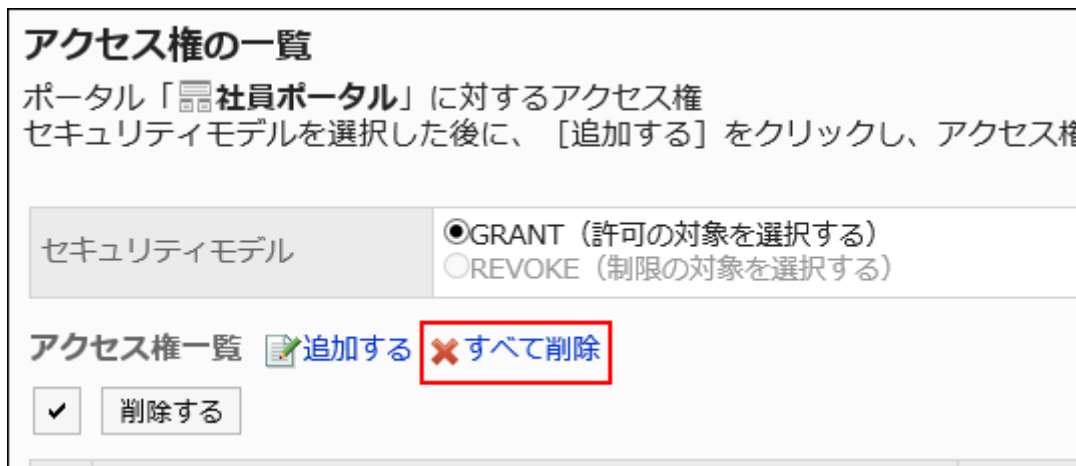 アクセス権の一覧
ポータル「社員ポータル」に対するアクセス権
セキュリティモデルを選択した後に、 [追加する] をクリックし、アクセス権
セキュリティモデル
GRANT（許可の対象を選択する）
REVOKE（制限の対象を選択する）
アクセス権一覧 追加する すべて削除
削除する